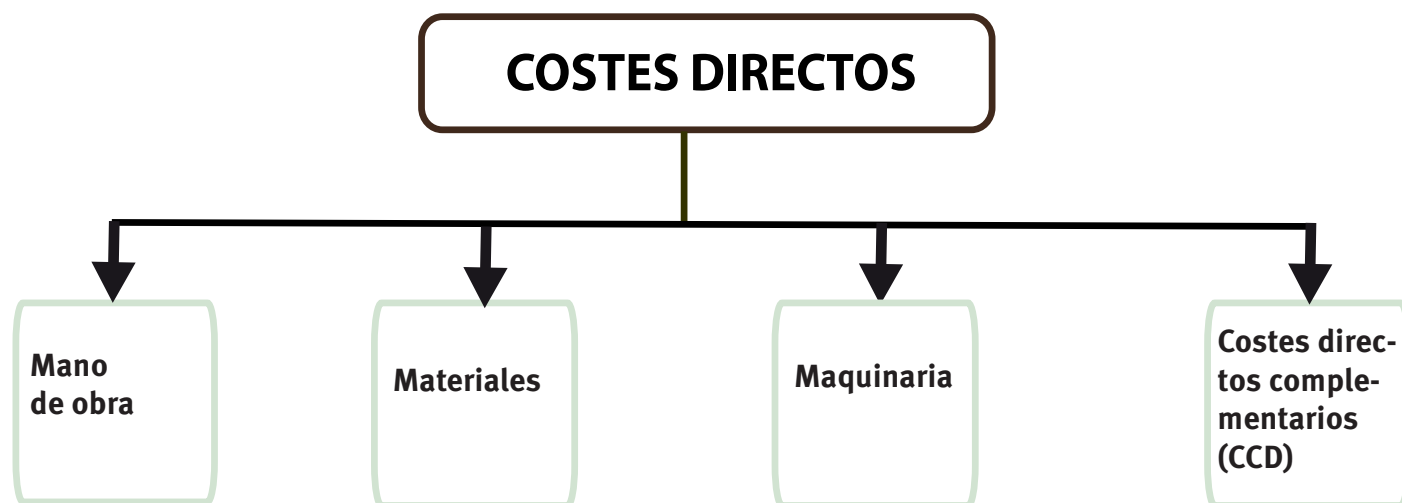 COSTES DIRECTOS
Mano
de obra
Materiales
Maquinaria
Costes direc-
tos comple-
mentarios
(CCD)